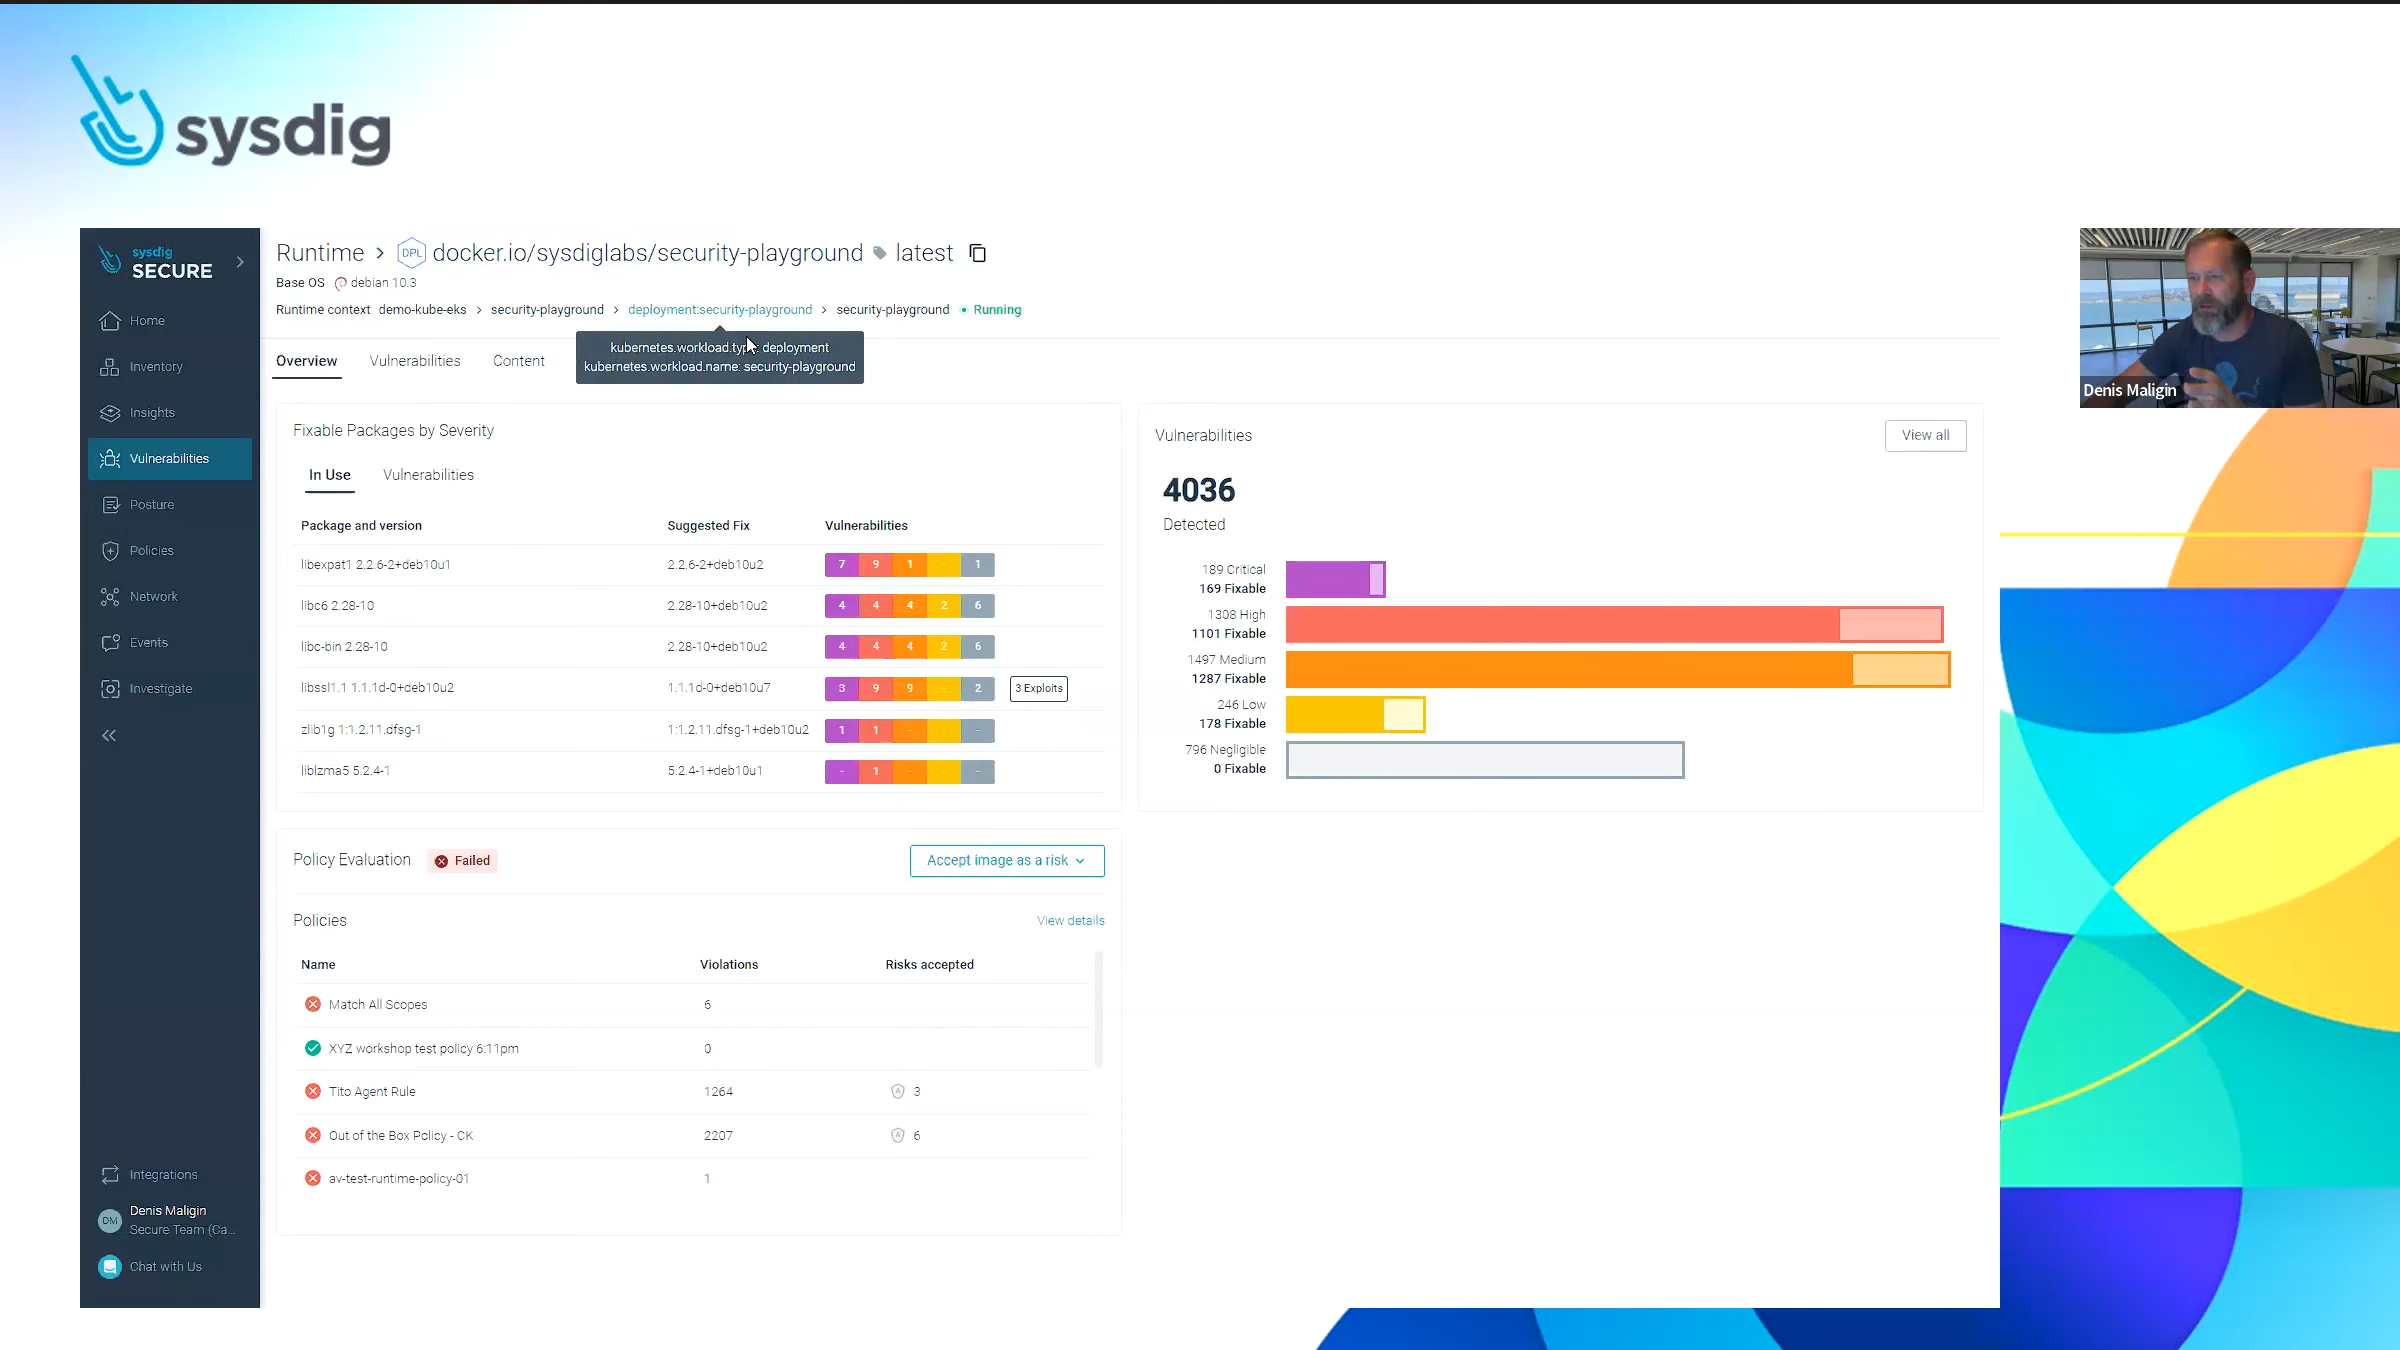 sysdig
sysdig
SECURE
Home
Inventory
Insights
Vulnerabilities
Posture
Policies
Network
Events
Investigate
Integrations
DM
Denis Maligin
Secure Team (Ca...
Chat with Us
Runtime > DPL docker.io/sysdiglabs/security-playground latest
Base OS debian 10.3
Runtime context demo-kube-eks > security-playground > deployment:security-playground > security-playground • Running
kubernetes.workload.type: deployment
kubernetes.workload.name: security-playground
Overview Vulnerabilities Content
Fixable Packages by Severity
In Use Vulnerabilities
Package and version Suggested Fix Vulnerabilities
libexpat1 2.2.6-2+deb10u1 2.2.6-2+deb10u2 7 9 1 - 1
libc6 2.28-10 2.28-10+deb10u2 4 4 4 2 6
libc-bin 2.28-10 2.28-10+deb10u2 4 4 4 2 6
libssl1.1 1.1.1d-0+deb10u2 1.1.1d-0+deb10u7 3 9 9 - 2 3 Exploits
zlib1g 1:1.2.11.dfsg-1 1:1.2.11.dfsg-1+deb10u2 1 1 - - -
liblzma5 5.2.4-1 5.2.4-1+deb10u1 - 1 - - -
Vulnerabilities View all
4036
Detected
189 Critical
169 Fixable
1308 High
1101 Fixable
1497 Medium
1287 Fixable
246 Low
178 Fixable
796 Negligible
0 Fixable
Policy Evaluation Failed Accept image as a risk
Policies View details
Name Violations Risks accepted
Match All Scopes 6
XYZ workshop test policy 6:11pm 0
Tito Agent Rule 1264 3
Out of the Box Policy - CK 2207 6
av-test-runtime-policy-01 1
Denis Maligin